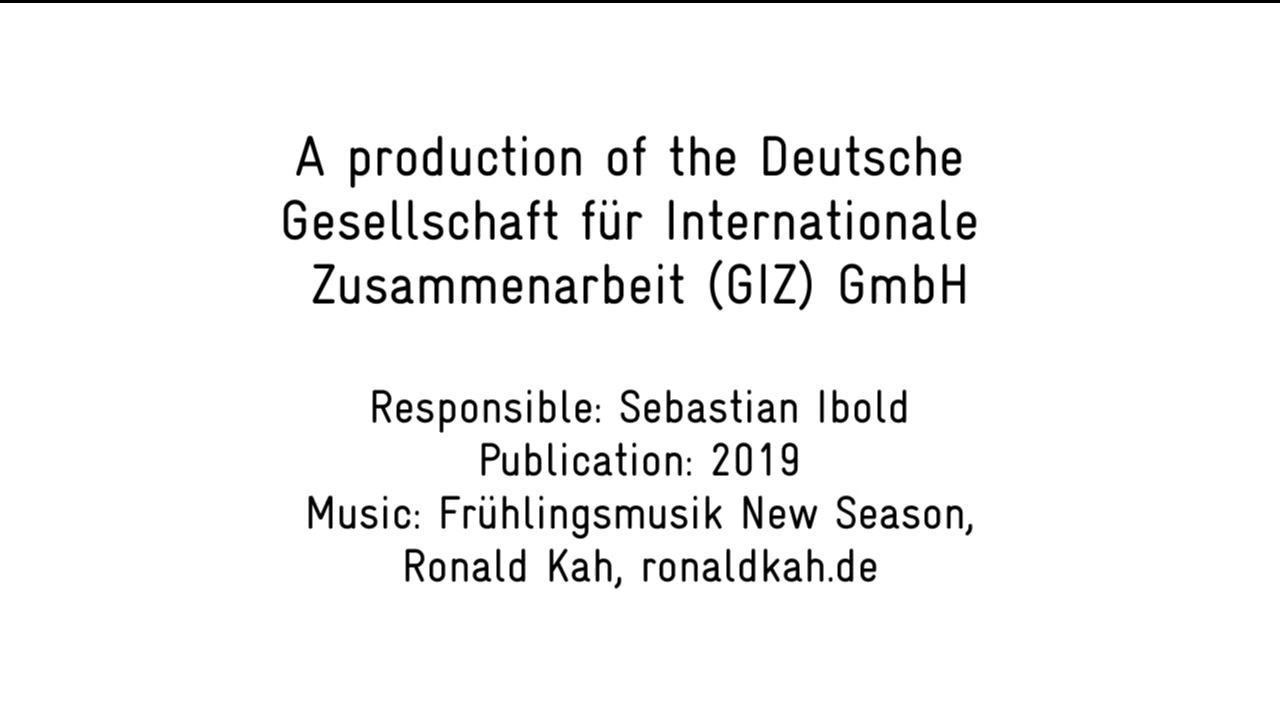 A production of the Deutsche
Gesellschaft für Internationale
Zusammenarbeit (GIZ) GmbH
Responsible: Sebastian Ibold
Publication: 2019
Music: Frühlingsmusik New Season,
Ronald Kah, ronaldkah.de